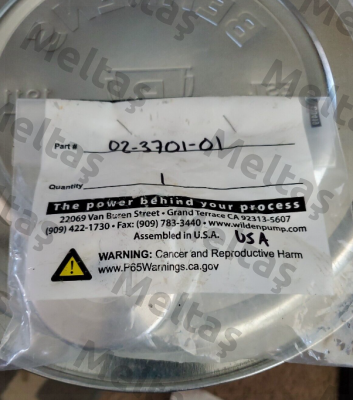 Part # 02-3701-01
Quantity 1
The power behind your process
22069 Van Buren Street • Grand Terrace CA 92313-5607
(909) 422-1730 • Fax: (909) 783-3440 • www.wildenpump.com
Assembled in U.S.A. USA
WARNING: Cancer and Reproductive Harm
www.P65Warnings.ca.gov
Meltaş